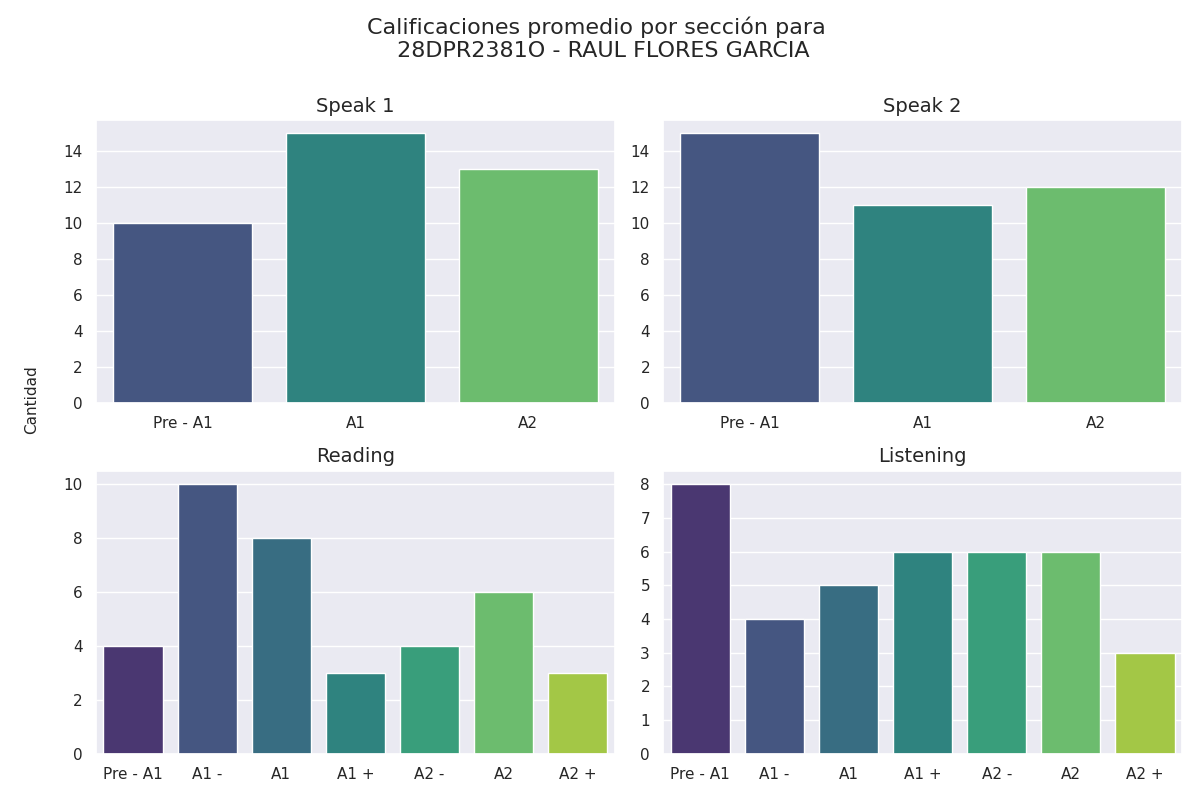 Calificaciones promedio por sección para
28DPR2381O - RAUL FLORES GARCIA
Cantidad
Speak 1
14
12
10
8
6
4
2
0
Pre - A1 A1 A2
Speak 2
14
12
10
8
6
4
2
0
Pre - A1 A1 A2
Reading
10
8
6
4
2
0
Pre - A1 A1 - A1 A1 + A2 - A2 A2 +
Listening
8
7
6
5
4
3
2
1
0
Pre - A1 A1 - A1 A1 + A2 - A2 A2 +